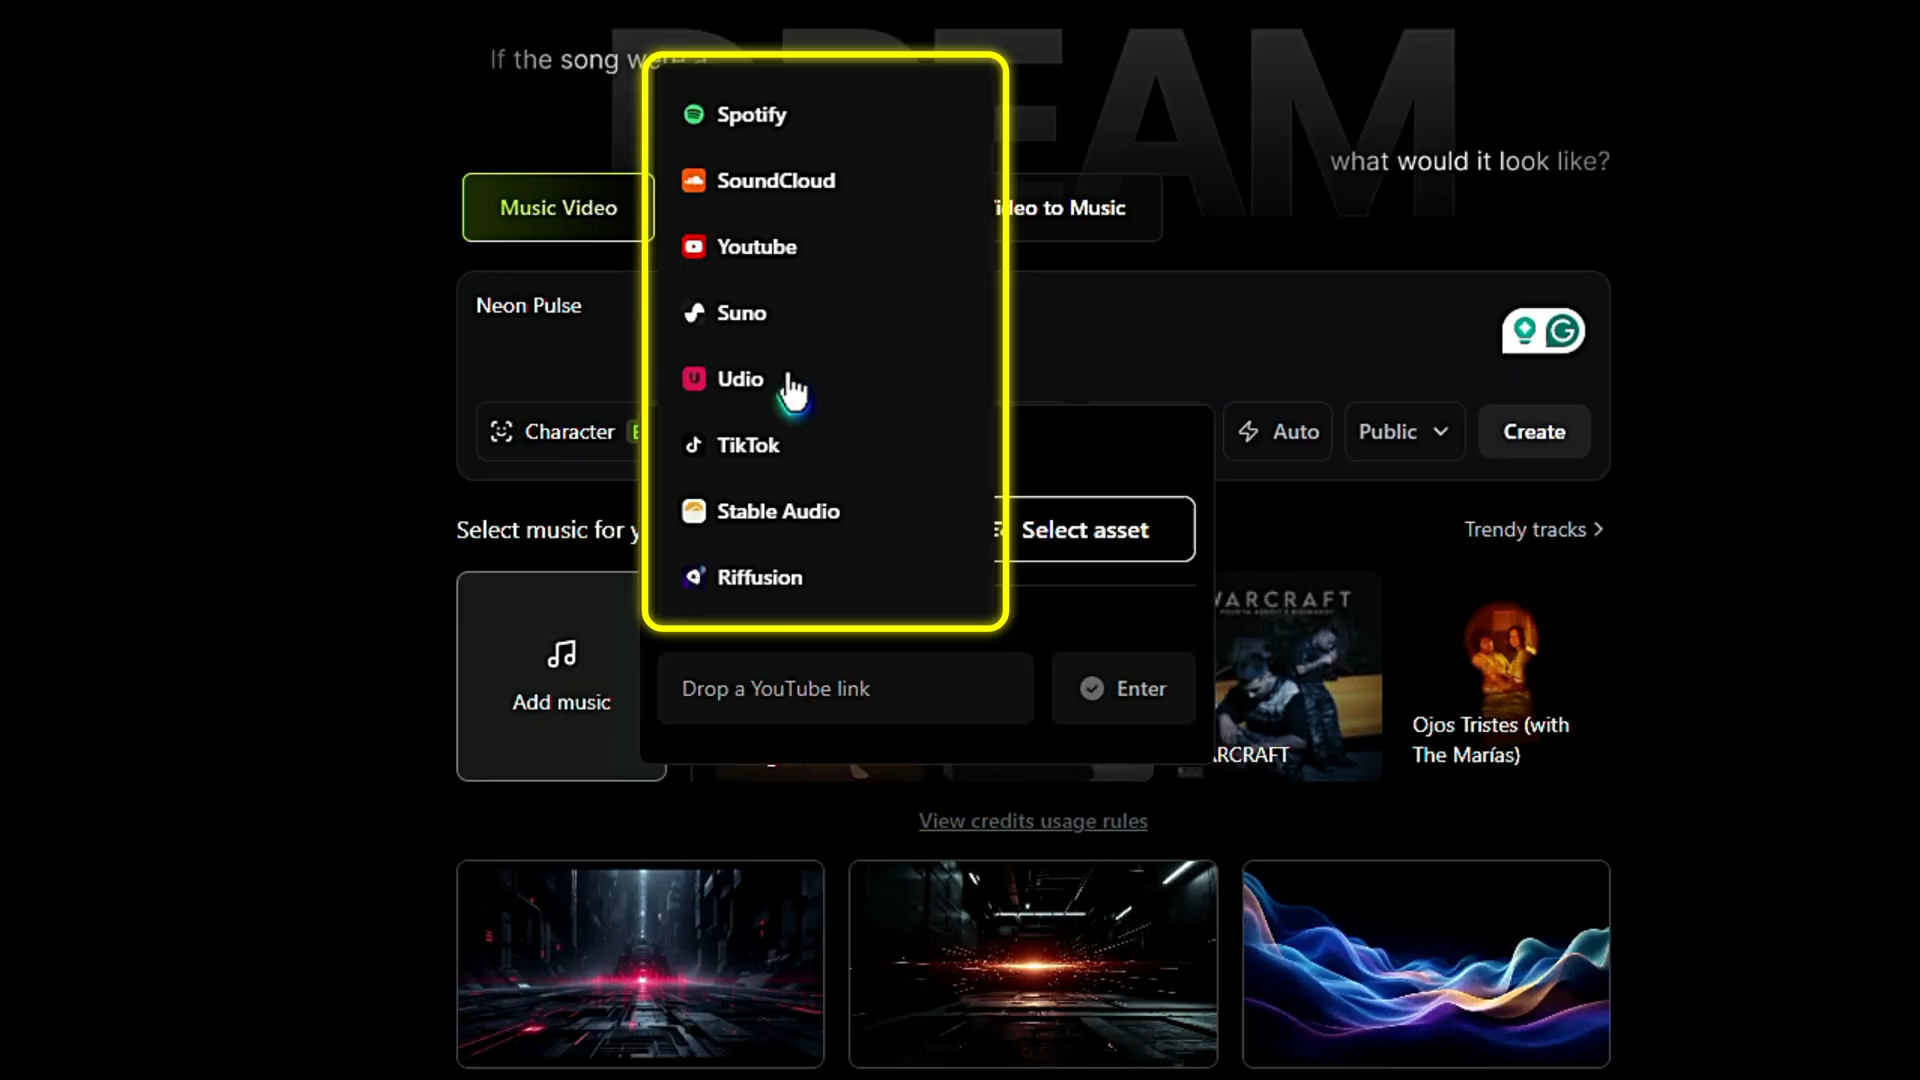 DREAM
If the song were a
what would it look like?
Spotify
SoundCloud
Youtube
Suno
Udio
TikTok
Stable Audio
Riffusion
Music Video
ideo to Music
Neon Pulse
Character
Auto
Public
Create
Select music for y
Select asset
Trendy tracks >
Add music
Drop a YouTube link
Enter
WARCRAFT
ARCRAFT
Ojos Tristes (with
The Marías)
View credits usage rules